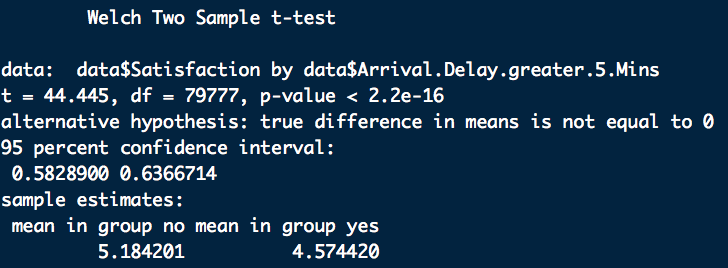 Welch Two Sample t-test
data: data$Satisfaction by data$Arrival.Delay.greater.5.Mins
t = 44.445, df = 79777, p-value < 2.2e-16
alternative hypothesis: true difference in means is not equal to 0
95 percent confidence interval:
0.5828900 0.6366714
sample estimates:
mean in group no mean in group yes
5.184201 4.574420